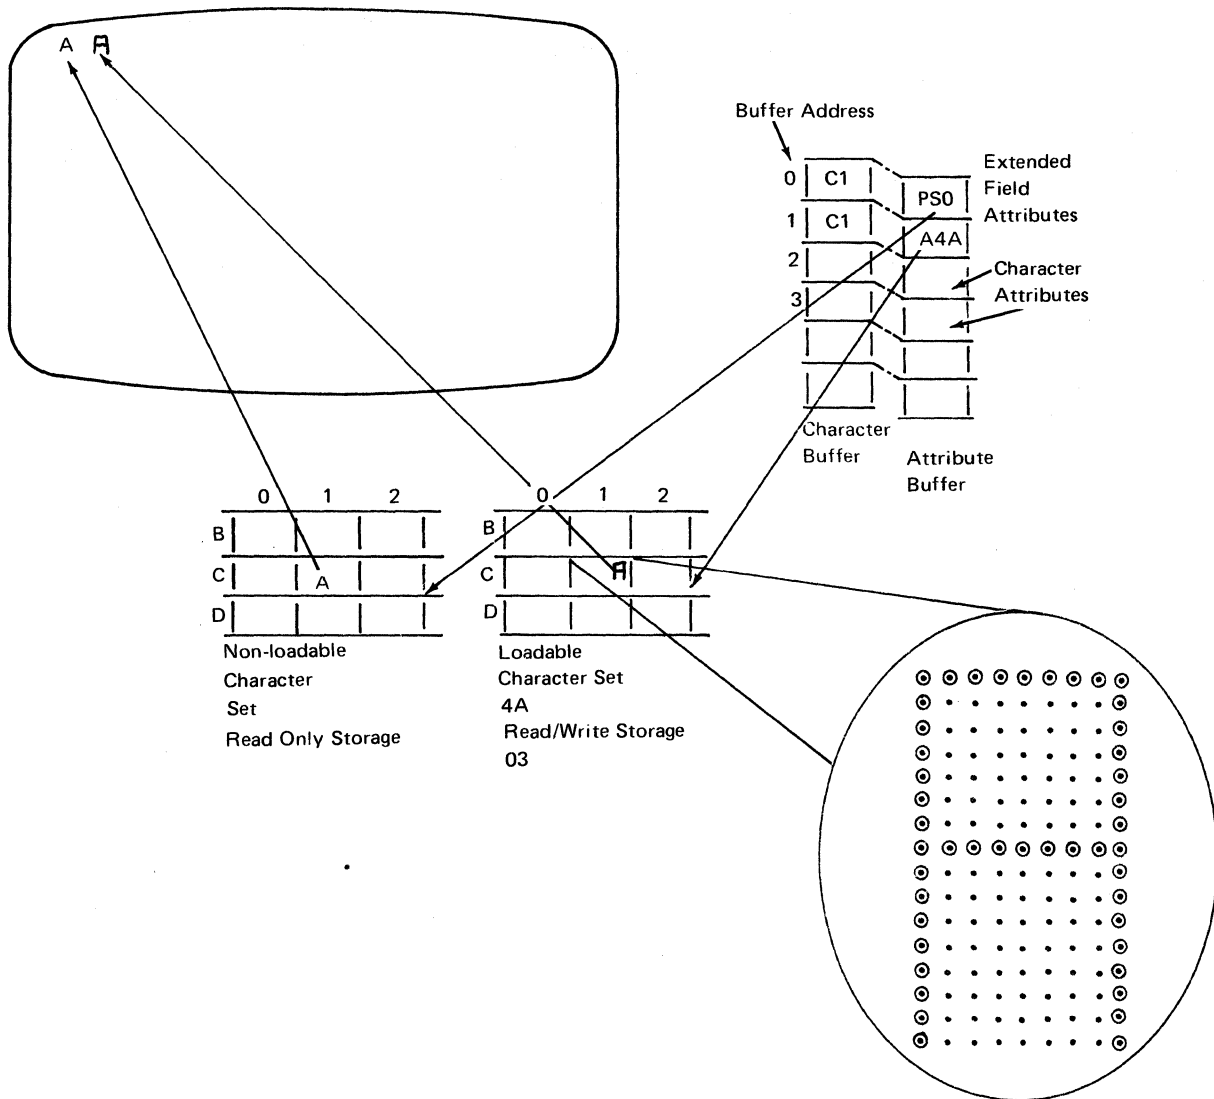 A A
Buffer Address
0 C1
1 C1
2
3
PS0
A4A
Extended
Field
Attributes
Character
Attributes
Character
Buffer
Attribute
Buffer
0 1 2
B
C A
D
Non-loadable
Character
Set
Read Only Storage
0 1 2
B
C A
D
Loadable
Character Set
4A
Read/Write Storage
03